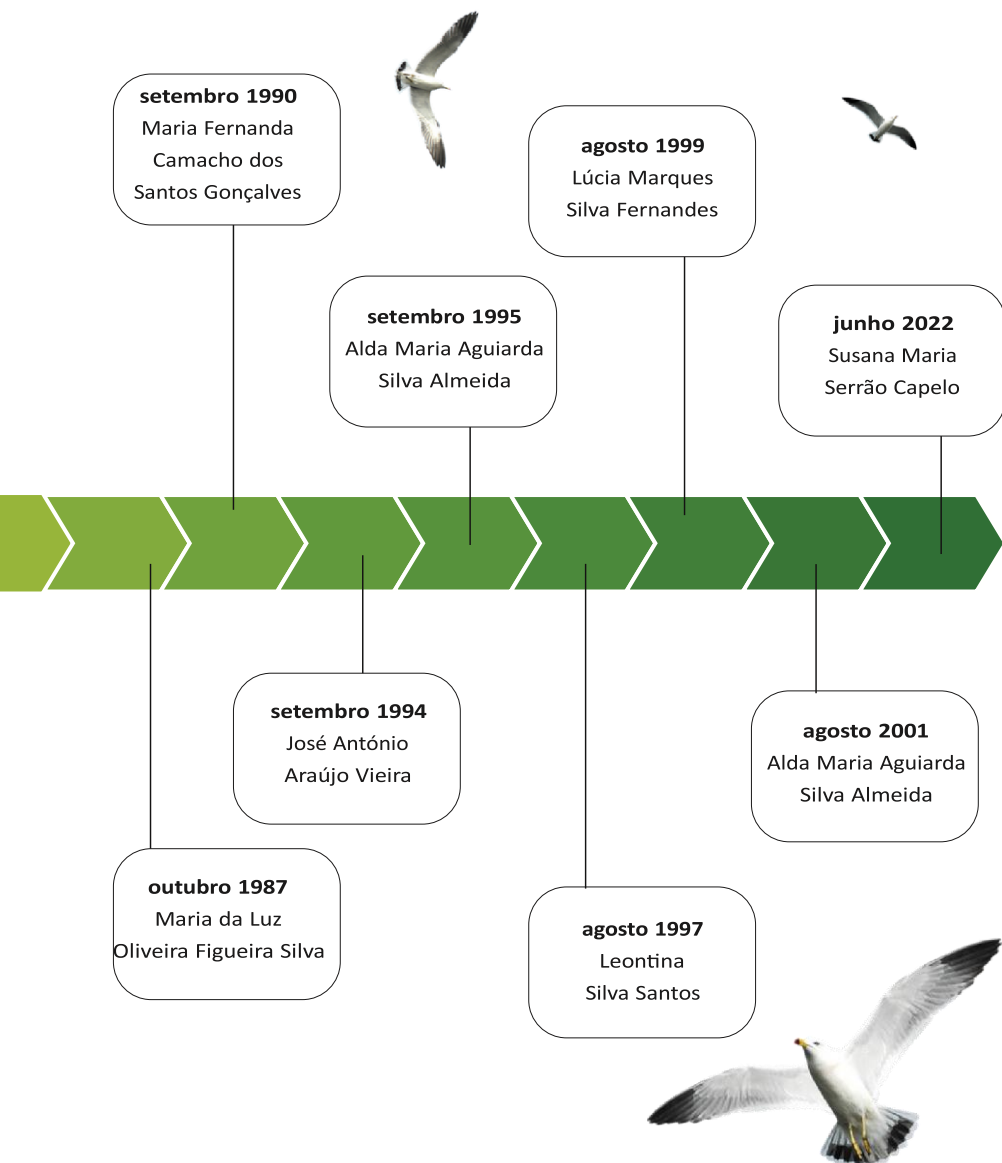 setembro 1990
Maria Fernanda
Camacho dos
Santos Gonçalves
agosto 1999
Lúcia Marques
Silva Fernandes
setembro 1995
Alda Maria Aguiarda
Silva Almeida
junho 2022
Susana Maria
Serrão Capelo
setembro 1994
José António
Araújo Vieira
agosto 2001
Alda Maria Aguiarda
Silva Almeida
outubro 1987
Maria da Luz
Oliveira Figueira Silva
agosto 1997
Leontina
Silva Santos